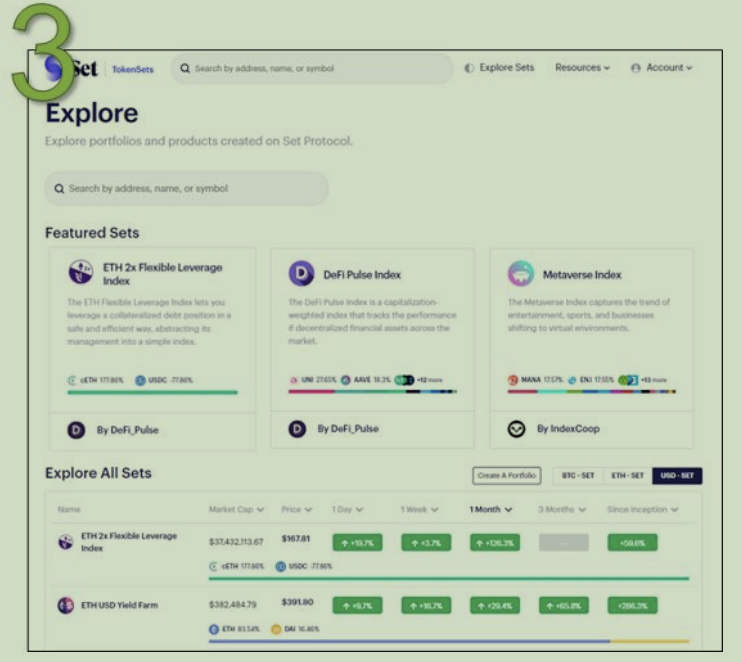 3
Set TokenSets
Search by address, name, or symbol
Explore Sets
Resources
Account
Explore
Explore portfolios and products created on Set Protocol.
Search by address, name, or symbol
Featured Sets
ETH 2x Flexible Leverage
Index
The ETH Flexible Leverage Index lets you
leverage a collateralized debt position in a
safe and efficient way, abstracting its
management into a simple index.
cETH 177.86% USDC -77.86%
By DeFi_Pulse
DeFi Pulse Index
The DeFi Pulse Index is a capitalization-
weighted index that tracks the performance
if decentralized financial assets across the
market.
UNI 27.65% AAVE 18.3% +12 more
By DeFi_Pulse
Metaverse Index
The Metaverse Index captures the trend of
entertainment, sports, and businesses
shifting to virtual environments.
MANA 17.57% ENJ 17.55% +13 more
By IndexCoop
Explore All Sets
Create A Portfolio
BTC - SET ETH - SET USD - SET
Name Market Cap Price 1 Day 1 Week 1 Month 3 Months Since Inception
ETH 2x Flexible Leverage
Index
$37,432,113.67 $167.81 +19.7% +3.7% +126.3% +59.6%
cETH 177.86% USDC -77.86%
ETH USD Yield Farm $382,484.79 $391.80 +9.7% +16.7% +29.4% +65.8% +286.3%
ETH 83.54% DAI 16.46%